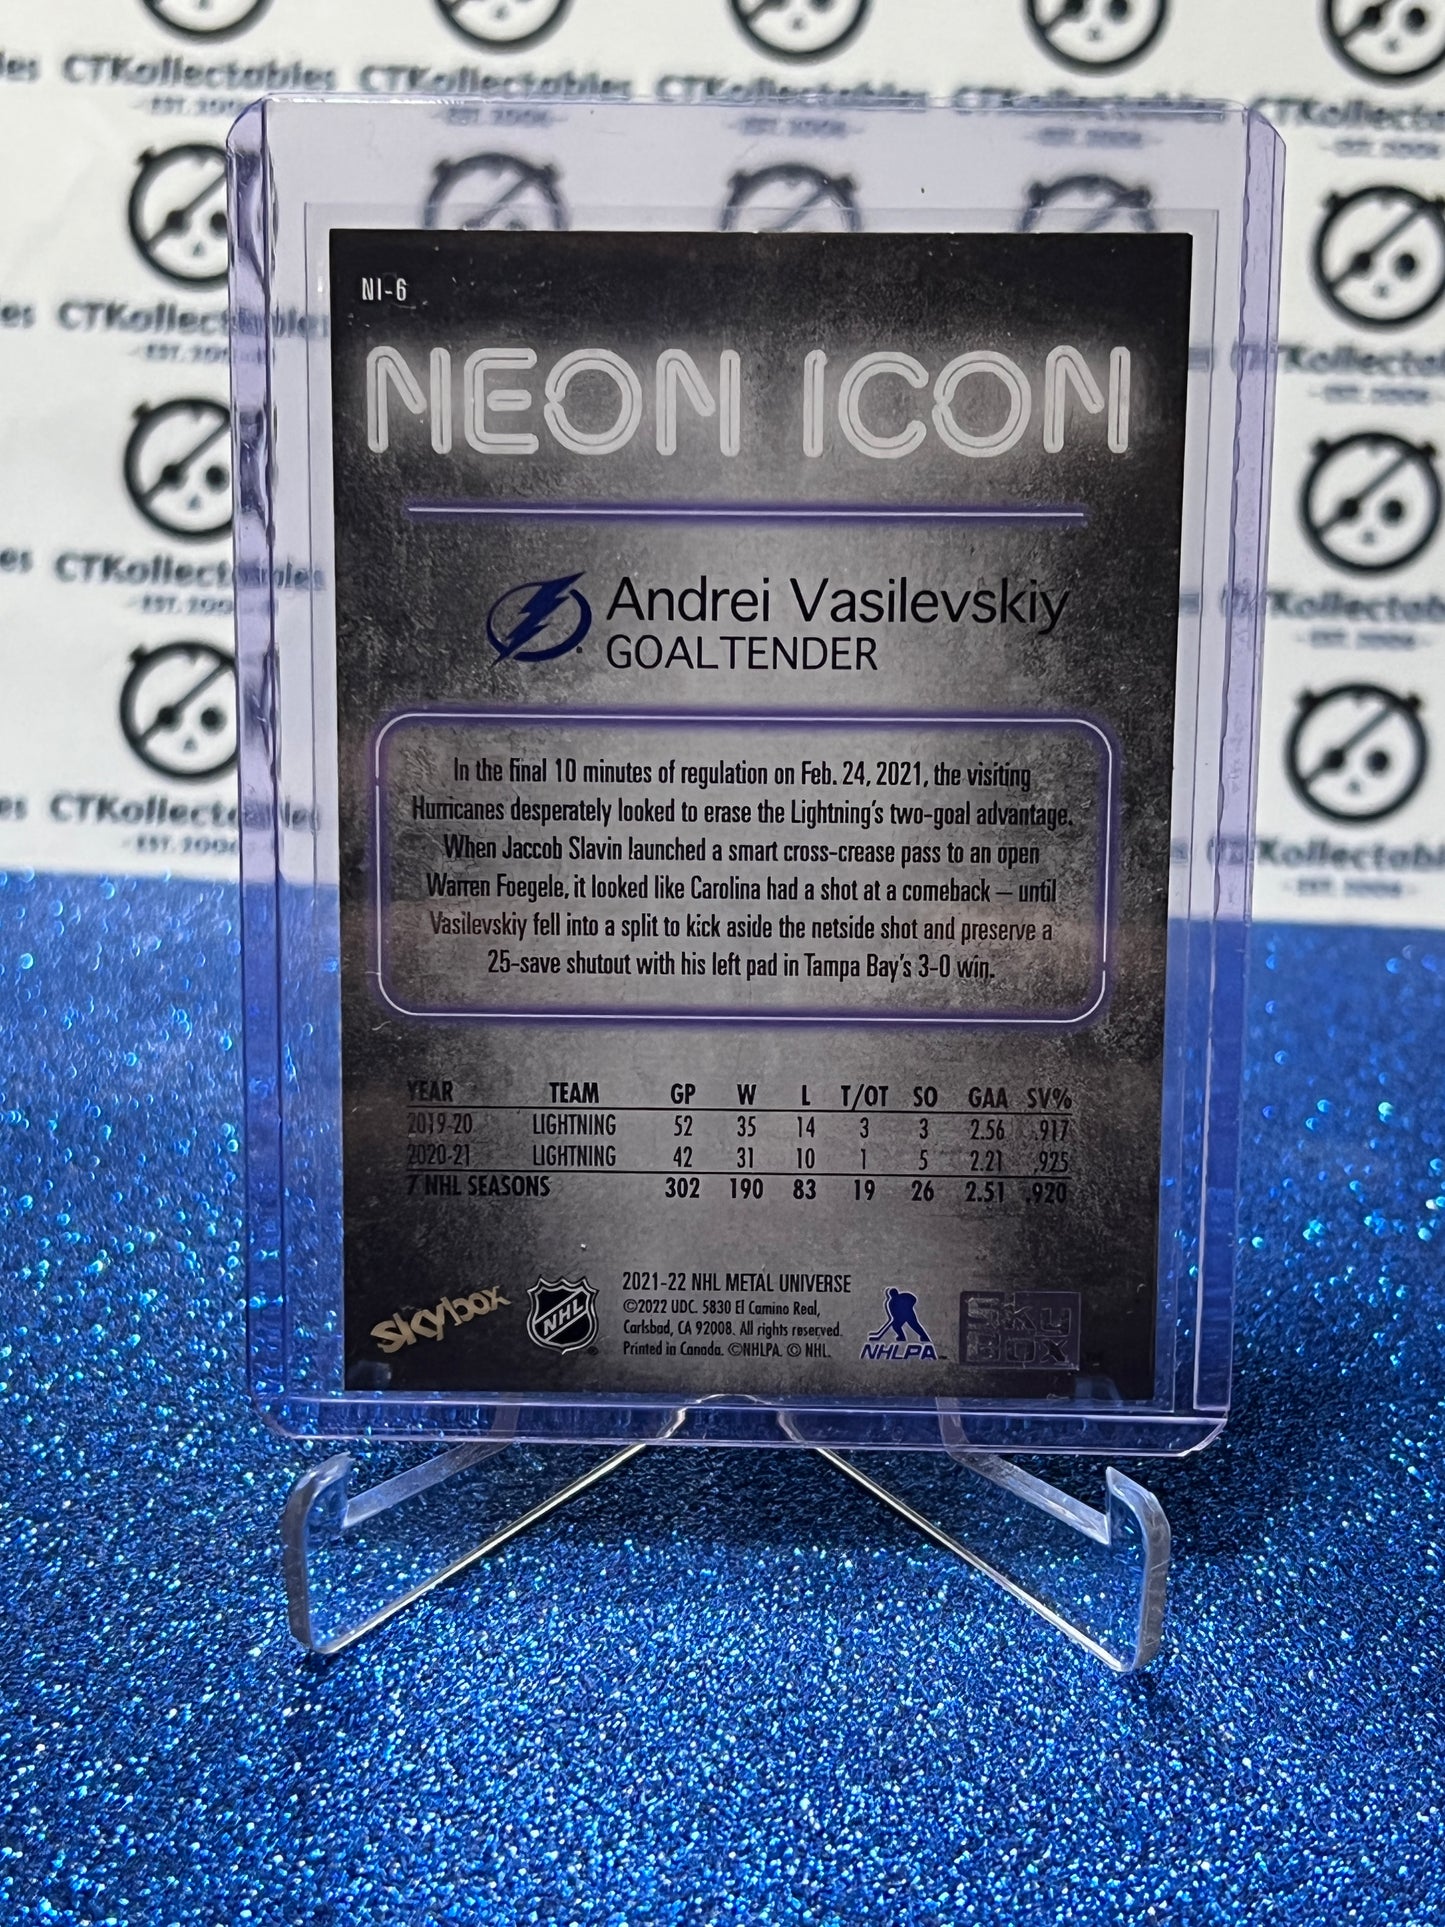 CTKollectables CTKollectables
NI-6
NEON ICON
Andrei Vasilevskiy
GOALTENDER
In the final 10 minutes of regulation on Feb. 24, 2021, the visiting
Hurricanes desperately looked to erase the Lightning's two-goal advantage.
When Jaccob Slavin launched a smart cross-crease pass to an open
Warren Foegele, it looked like Carolina had a shot at a comeback — until
Vasilevskiy fell into a split to kick aside the netside shot and preserve a
25-save shutout with his left pad in Tampa Bay's 3-0 win.
YEAR TEAM GP W L T/OT SO GAA SV%
2019-20 LIGHTNING 52 35 14 3 3 2.56 .917
2020-21 LIGHTNING 42 31 10 1 5 2.21 .925
7 NHL SEASONS 302 190 83 19 26 2.51 .920
skybox
NHL
2021-22 NHL METAL UNIVERSE
©2022 UDC. 5830 El Camino Real,
Carlsbad, CA 92008. All rights reserved.
Printed in Canada. ©NHLPA. © NHL.
NHLPA
SKY
BOX